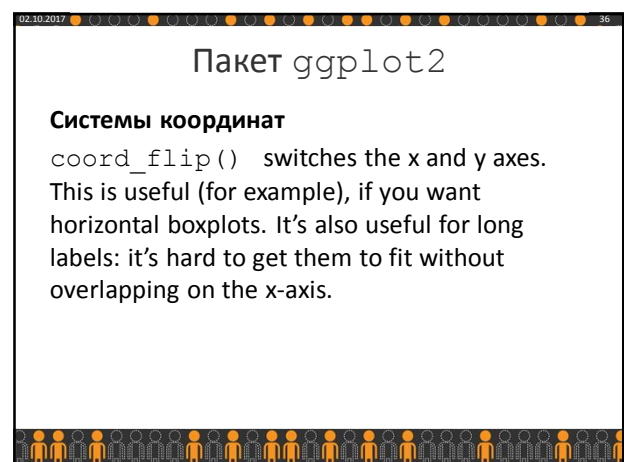 02.10.2017
36
Пакет ggplot2
Системы координат
coord_flip() switches the x and y axes.
This is useful (for example), if you want
horizontal boxplots. It’s also useful for long
labels: it’s hard to get them to fit without
overlapping on the x-axis.